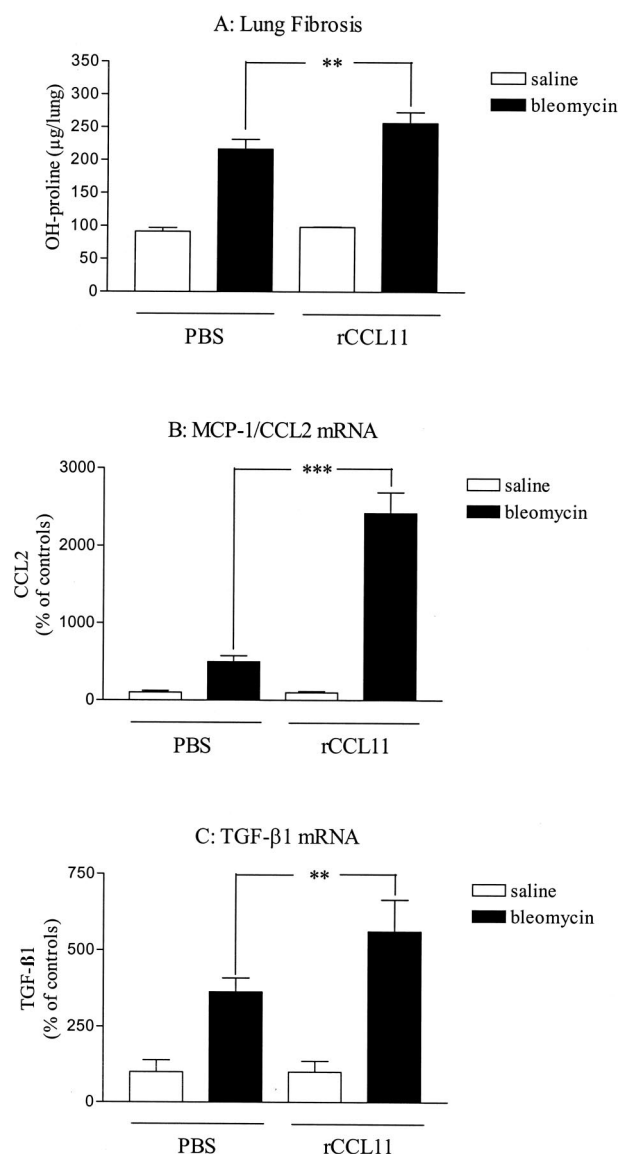 A: Lung Fibrosis
OH-proline (µg/lung)
350
300
250
200
150
100
50
0
**
saline
bleomycin
PBS
rCCL11
B: MCP-1/CCL2 mRNA
CCL2
(% of controls)
3000
2000
1000
0
***
saline
bleomycin
PBS
rCCL11
C: TGF-β1 mRNA
TGF-ß1
(% of controls)
750
500
250
0
**
saline
bleomycin
PBS
rCCL11